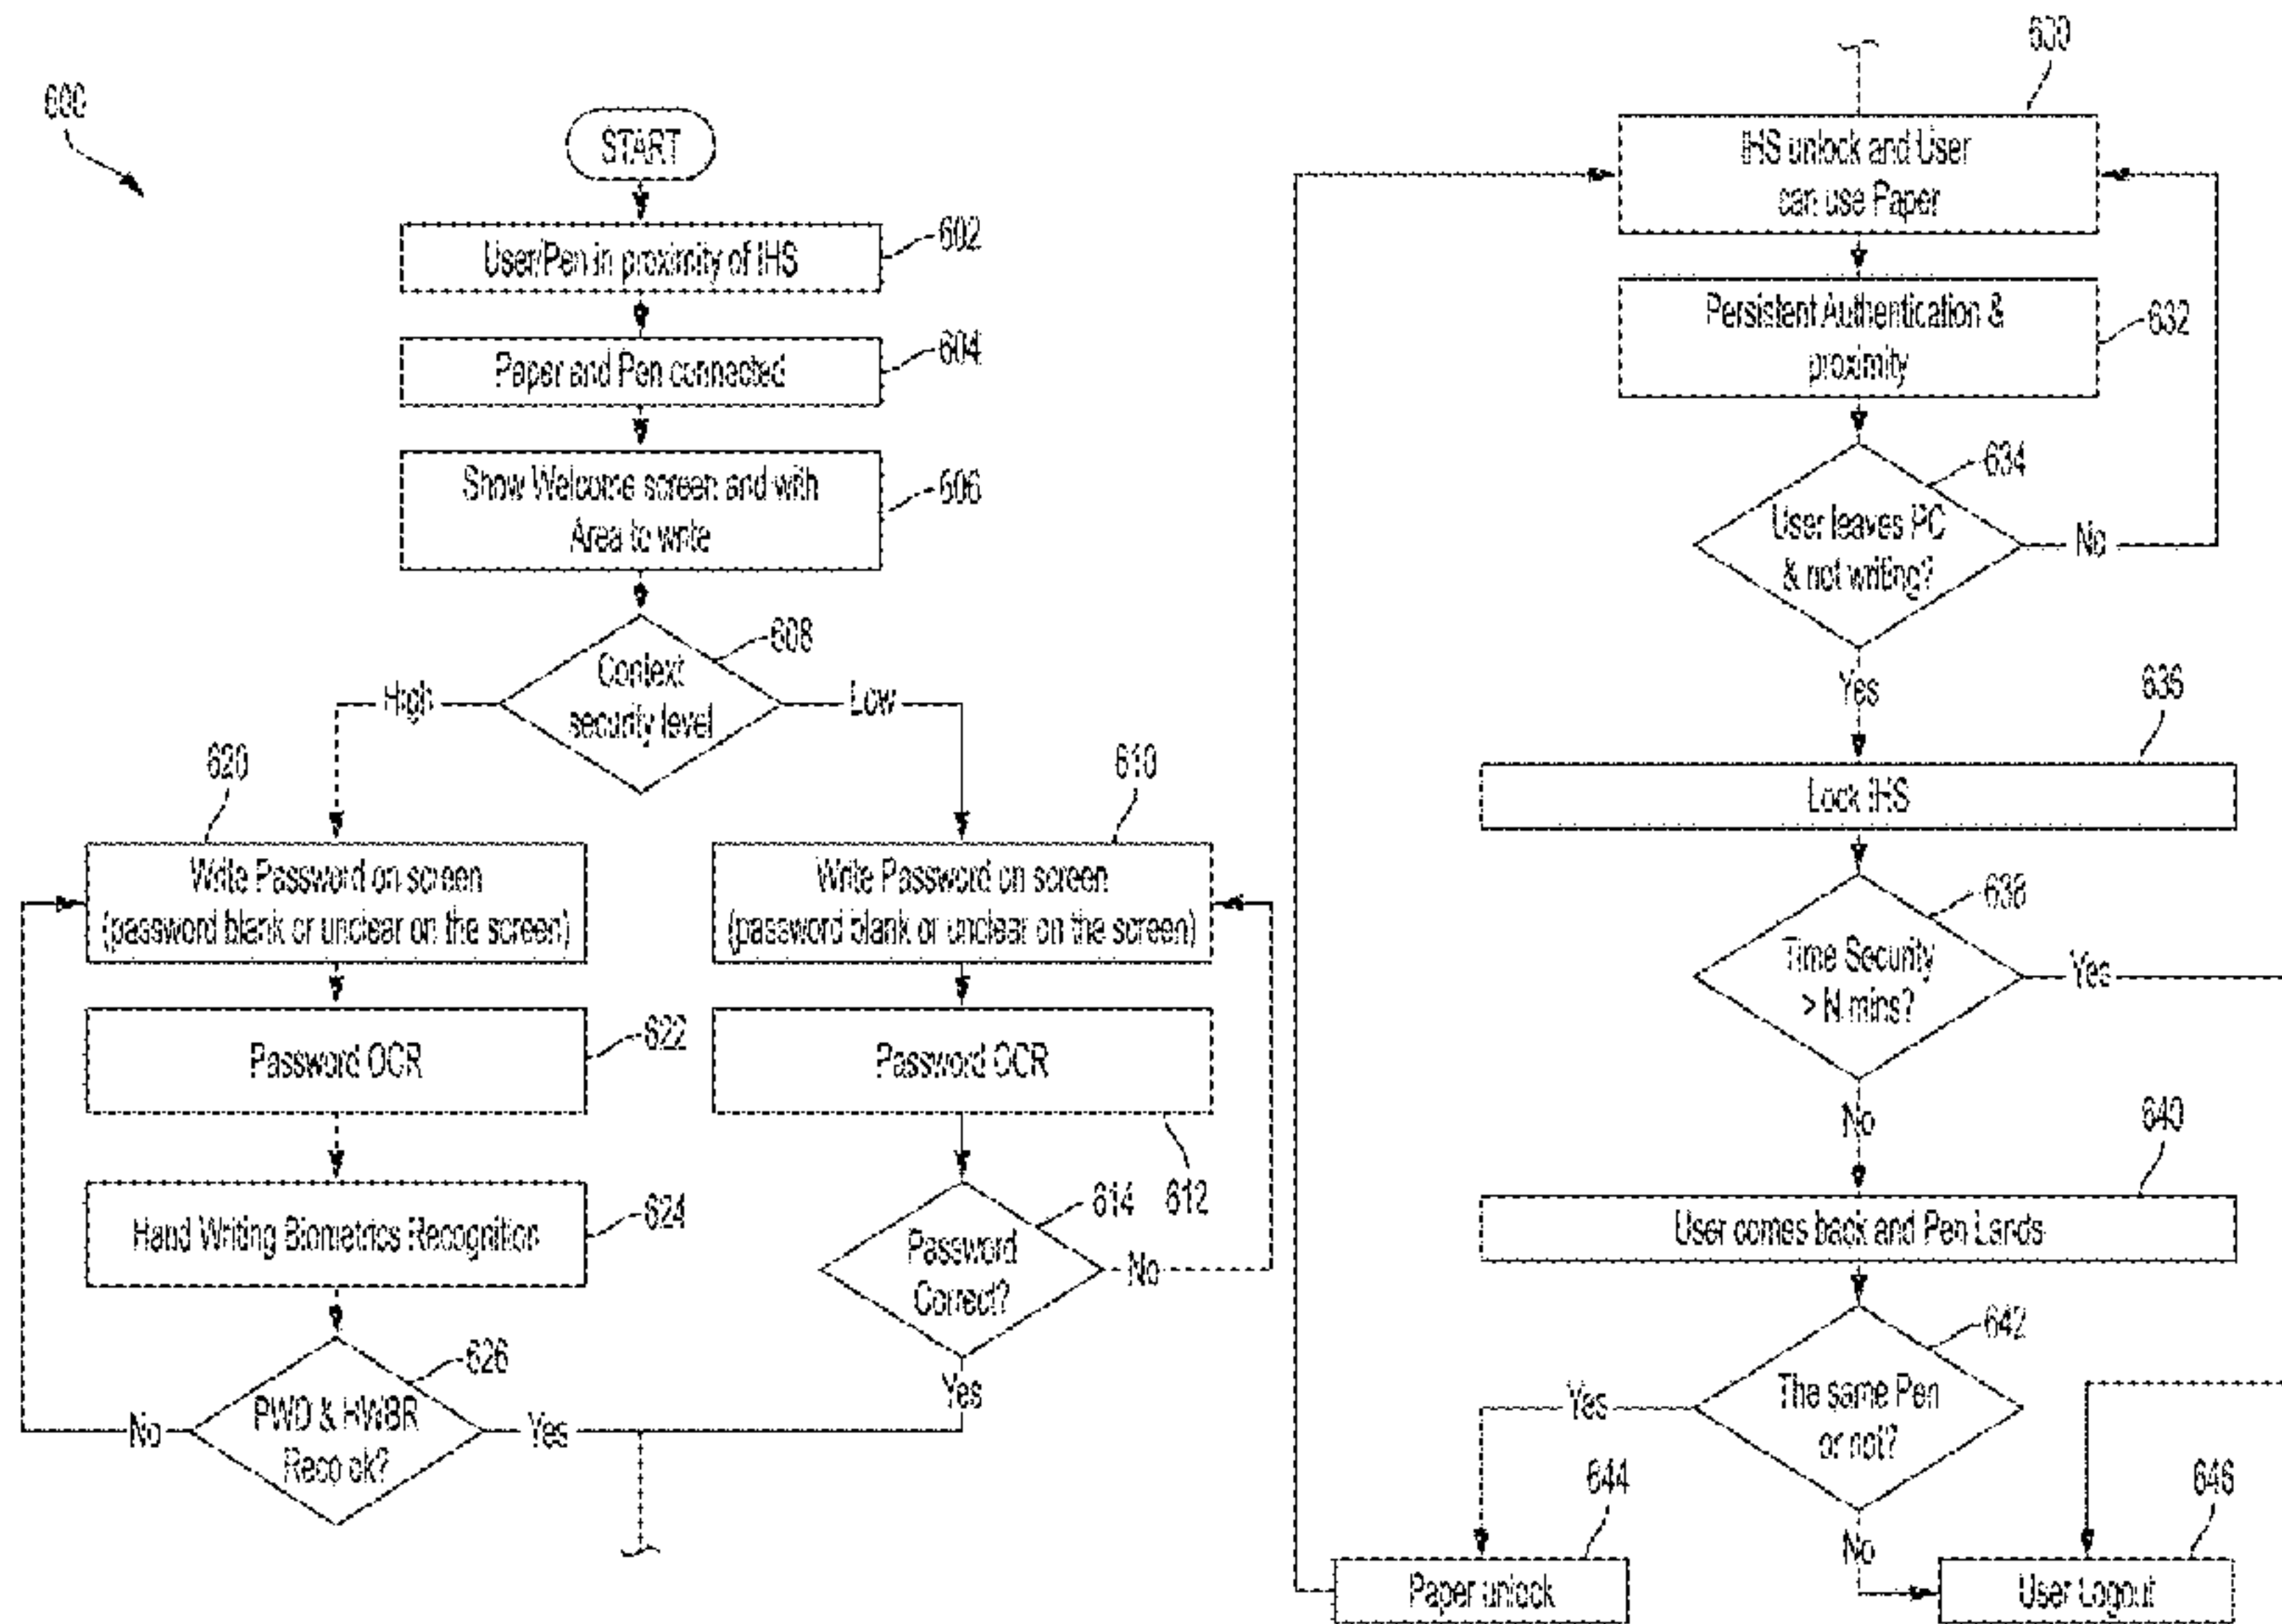 600
START
User/Pen in proximity of IHS
602
Paper and Pen connected
604
Show Welcome screen and with
Area to write
606
Context
security level
608
High
Low
620
Write Password on screen
(password blank or unclear on the screen)
610
Write Password on screen
(password blank or unclear on the screen)
Password OCR
622
Password OCR
612
Hand Writing Biometrics Recognition
624
Password
Correct?
614
No
Yes
PWD & HWBR
Reco ok?
626
No
Yes
630
IHS unlock and User
can use Paper
Persistent Authentication &
proximity
632
User leaves PC
& not writing?
634
No
Yes
636
Lock IHS
Time Security
> N mins?
638
Yes
No
640
User comes back and Pen Lands
The same Pen
or not?
642
Yes
No
644
Paper unlock
646
User Logout